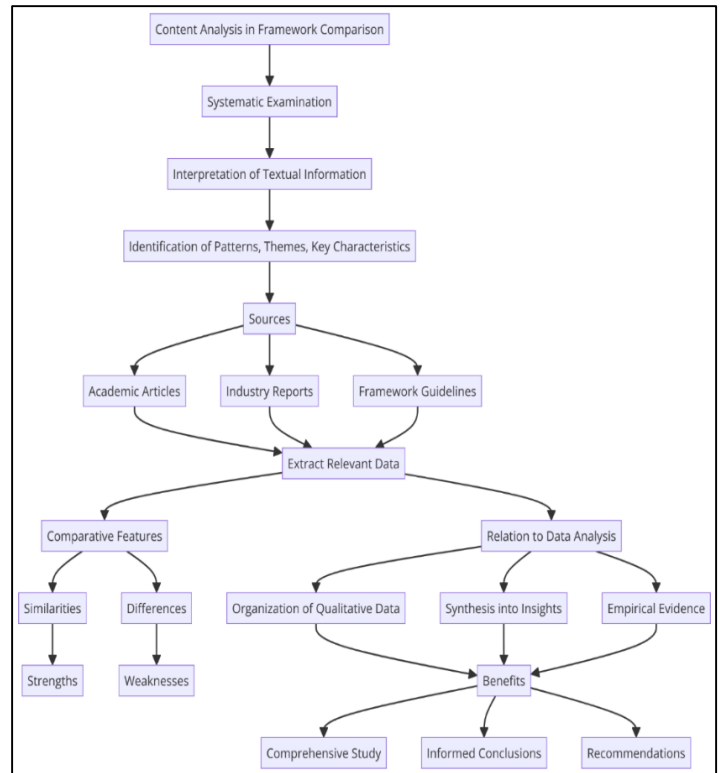 Content Analysis in Framework Comparison
Systematic Examination
Interpretation of Textual Information
Identification of Patterns, Themes, Key Characteristics
Sources
Academic Articles
Industry Reports
Framework Guidelines
Extract Relevant Data
Comparative Features
Relation to Data Analysis
Similarities
Differences
Organization of Qualitative Data
Synthesis into Insights
Empirical Evidence
Strengths
Weaknesses
Benefits
Comprehensive Study
Informed Conclusions
Recommendations